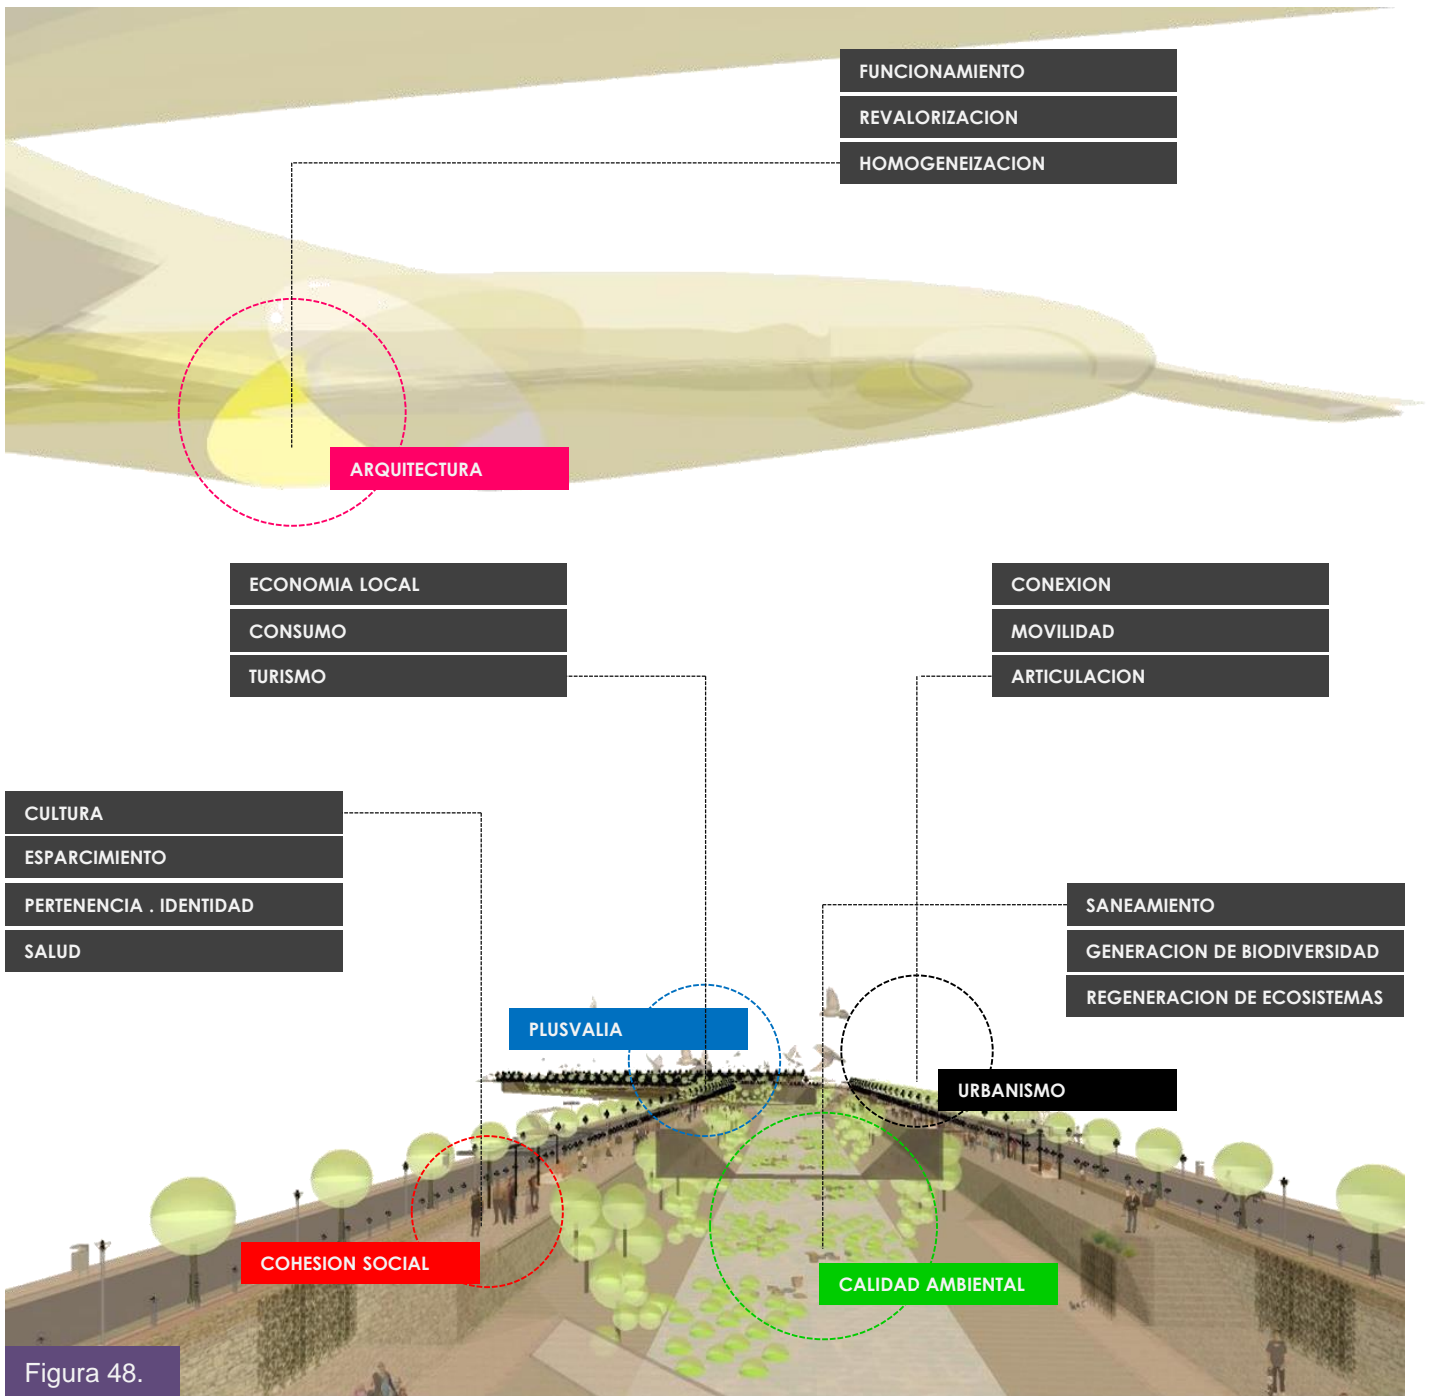 FUNCIONAMIENTO
REVALORIZACION
HOMOGENEIZACION
ARQUITECTURA
ECONOMIA LOCAL
CONSUMO
TURISMO
CONEXION
MOVILIDAD
ARTICULACION
CULTURA
ESPARCIMIENTO
PERTENENCIA . IDENTIDAD
SALUD
SANEAMIENTO
GENERACION DE BIODIVERSIDAD
REGENERACION DE ECOSISTEMAS
PLUSVALIA
URBANISMO
COHESION SOCIAL
CALIDAD AMBIENTAL
Figura 48.